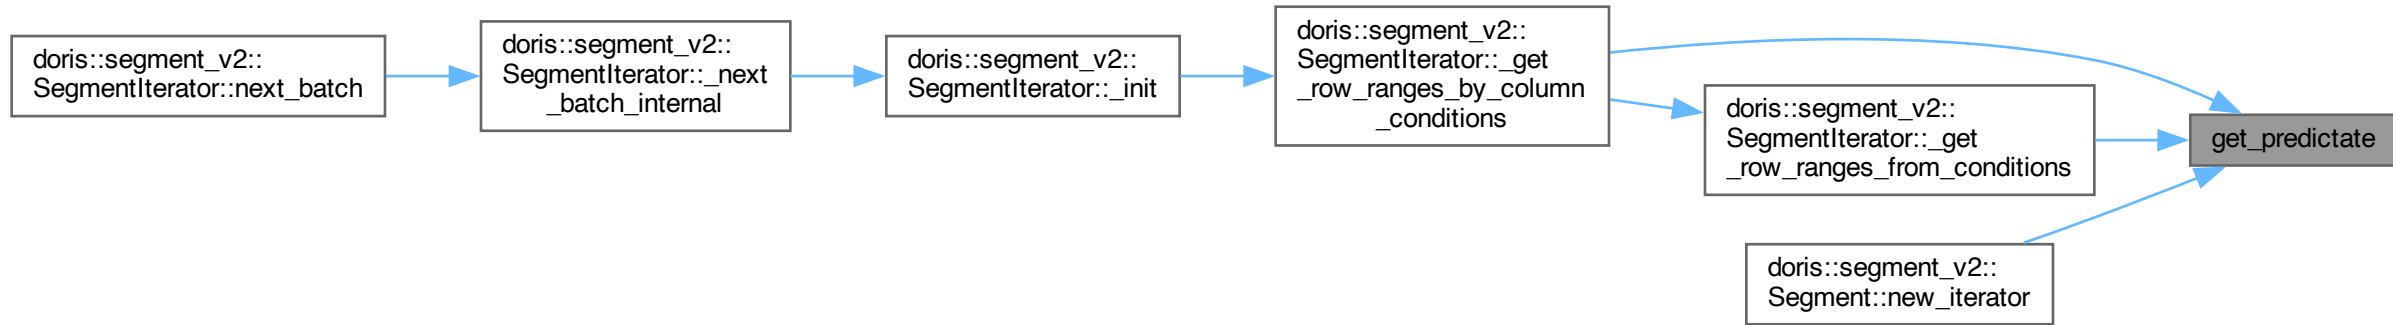 doris::segment_v2::
SegmentIterator::next_batch
doris::segment_v2::
SegmentIterator::_next
_batch_internal
doris::segment_v2::
SegmentIterator::_init
doris::segment_v2::
SegmentIterator::_get
_row_ranges_by_column
_conditions
doris::segment_v2::
SegmentIterator::_get
_row_ranges_from_conditions
doris::segment_v2::
Segment::new_iterator
get_predictate